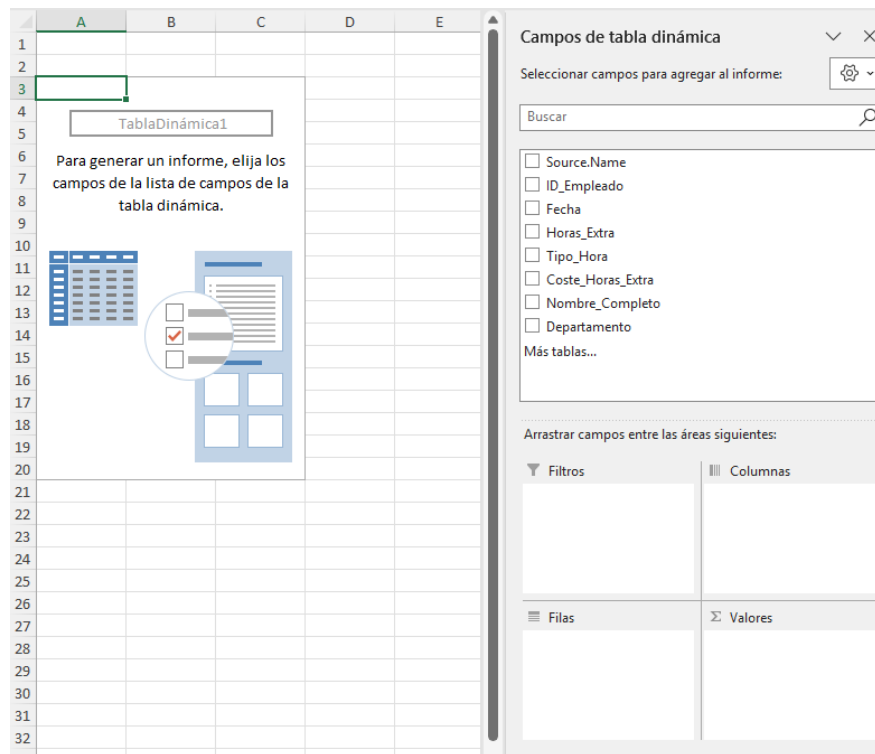 A B C D E
1
2
3
4
5
6
7
8
9
10
11
12
13
14
15
16
17
18
19
20
21
22
23
24
25
26
27
28
29
30
31
32
TablaDinámica1
Para generar un informe, elija los
campos de la lista de campos de la
tabla dinámica.
Campos de tabla dinámica
Seleccionar campos para agregar al informe:
Buscar
Source.Name
ID_Empleado
Fecha
Horas_Extra
Tipo_Hora
Coste_Horas_Extra
Nombre_Completo
Departamento
Más tablas...
Arrastrar campos entre las áreas siguientes:
Filtros
Columnas
Filas
Σ Valores